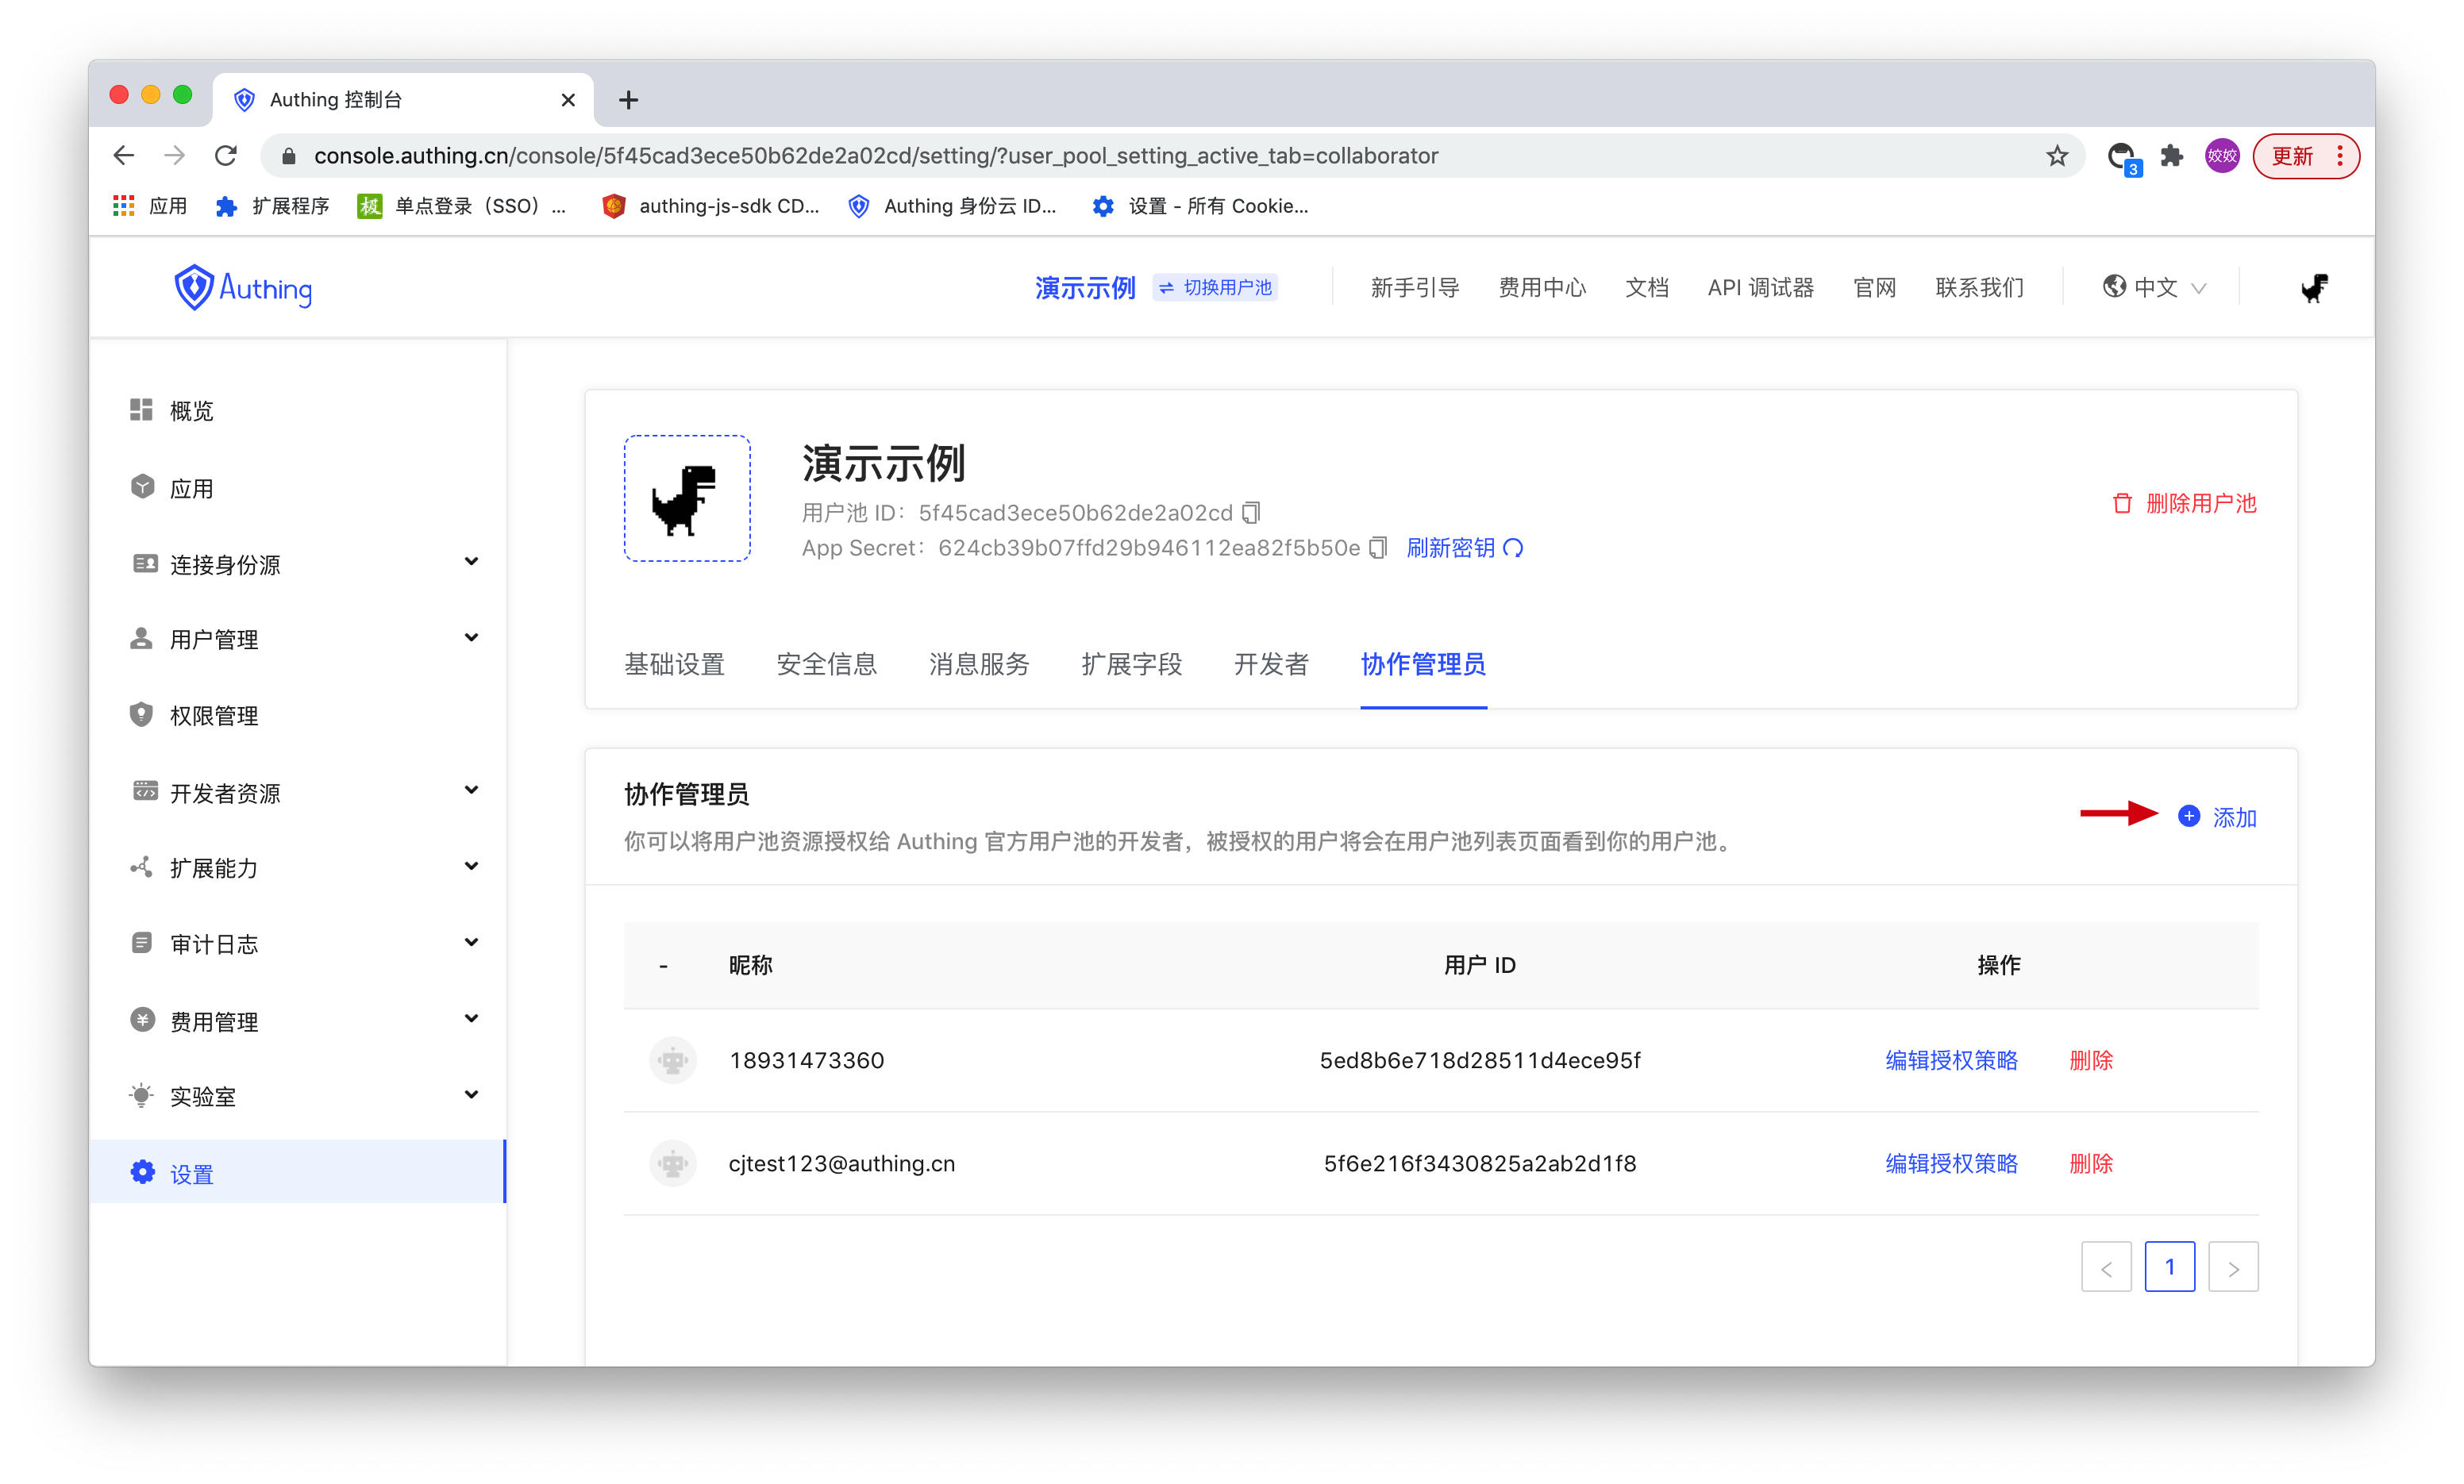 Authing 控制台
console.authing.cn/console/5f45cad3ece50b62de2a02cd/setting/?user_pool_setting_active_tab=collaborator
3
姣姣
更新
应用
扩展程序
极 单点登录（SSO）...
authing-js-sdk CD...
Authing 身份云 ID...
设置 - 所有 Cookie...
Authing
演示示例
切换用户池
新手引导
费用中心
文档
API 调试器
官网
联系我们
中文
概览
应用
连接身份源
用户管理
权限管理
开发者资源
扩展能力
审计日志
费用管理
实验室
设置
演示示例
用户池 ID：5f45cad3ece50b62de2a02cd
App Secret：624cb39b07ffd29b946112ea82f5b50e 刷新密钥
删除用户池
基础设置 安全信息 消息服务 扩展字段 开发者 协作管理员
协作管理员
你可以将用户池资源授权给 Authing 官方用户池的开发者，被授权的用户将会在用户池列表页面看到你的用户池。
添加
- 昵称 用户 ID 操作
18931473360 5ed8b6e718d28511d4ece95f 编辑授权策略 删除
cjtest123@authing.cn 5f6e216f3430825a2ab2d1f8 编辑授权策略 删除
< 1 >